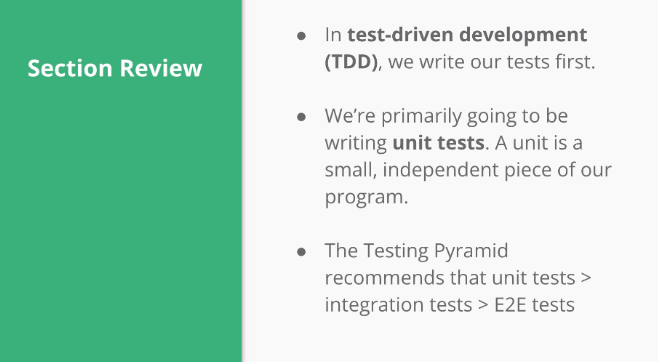 Section Review
● In test-driven development
(TDD), we write our tests first.
● We're primarily going to be
writing unit tests. A unit is a
small, independent piece of our
program.
● The Testing Pyramid
recommends that unit tests >
integration tests > E2E tests